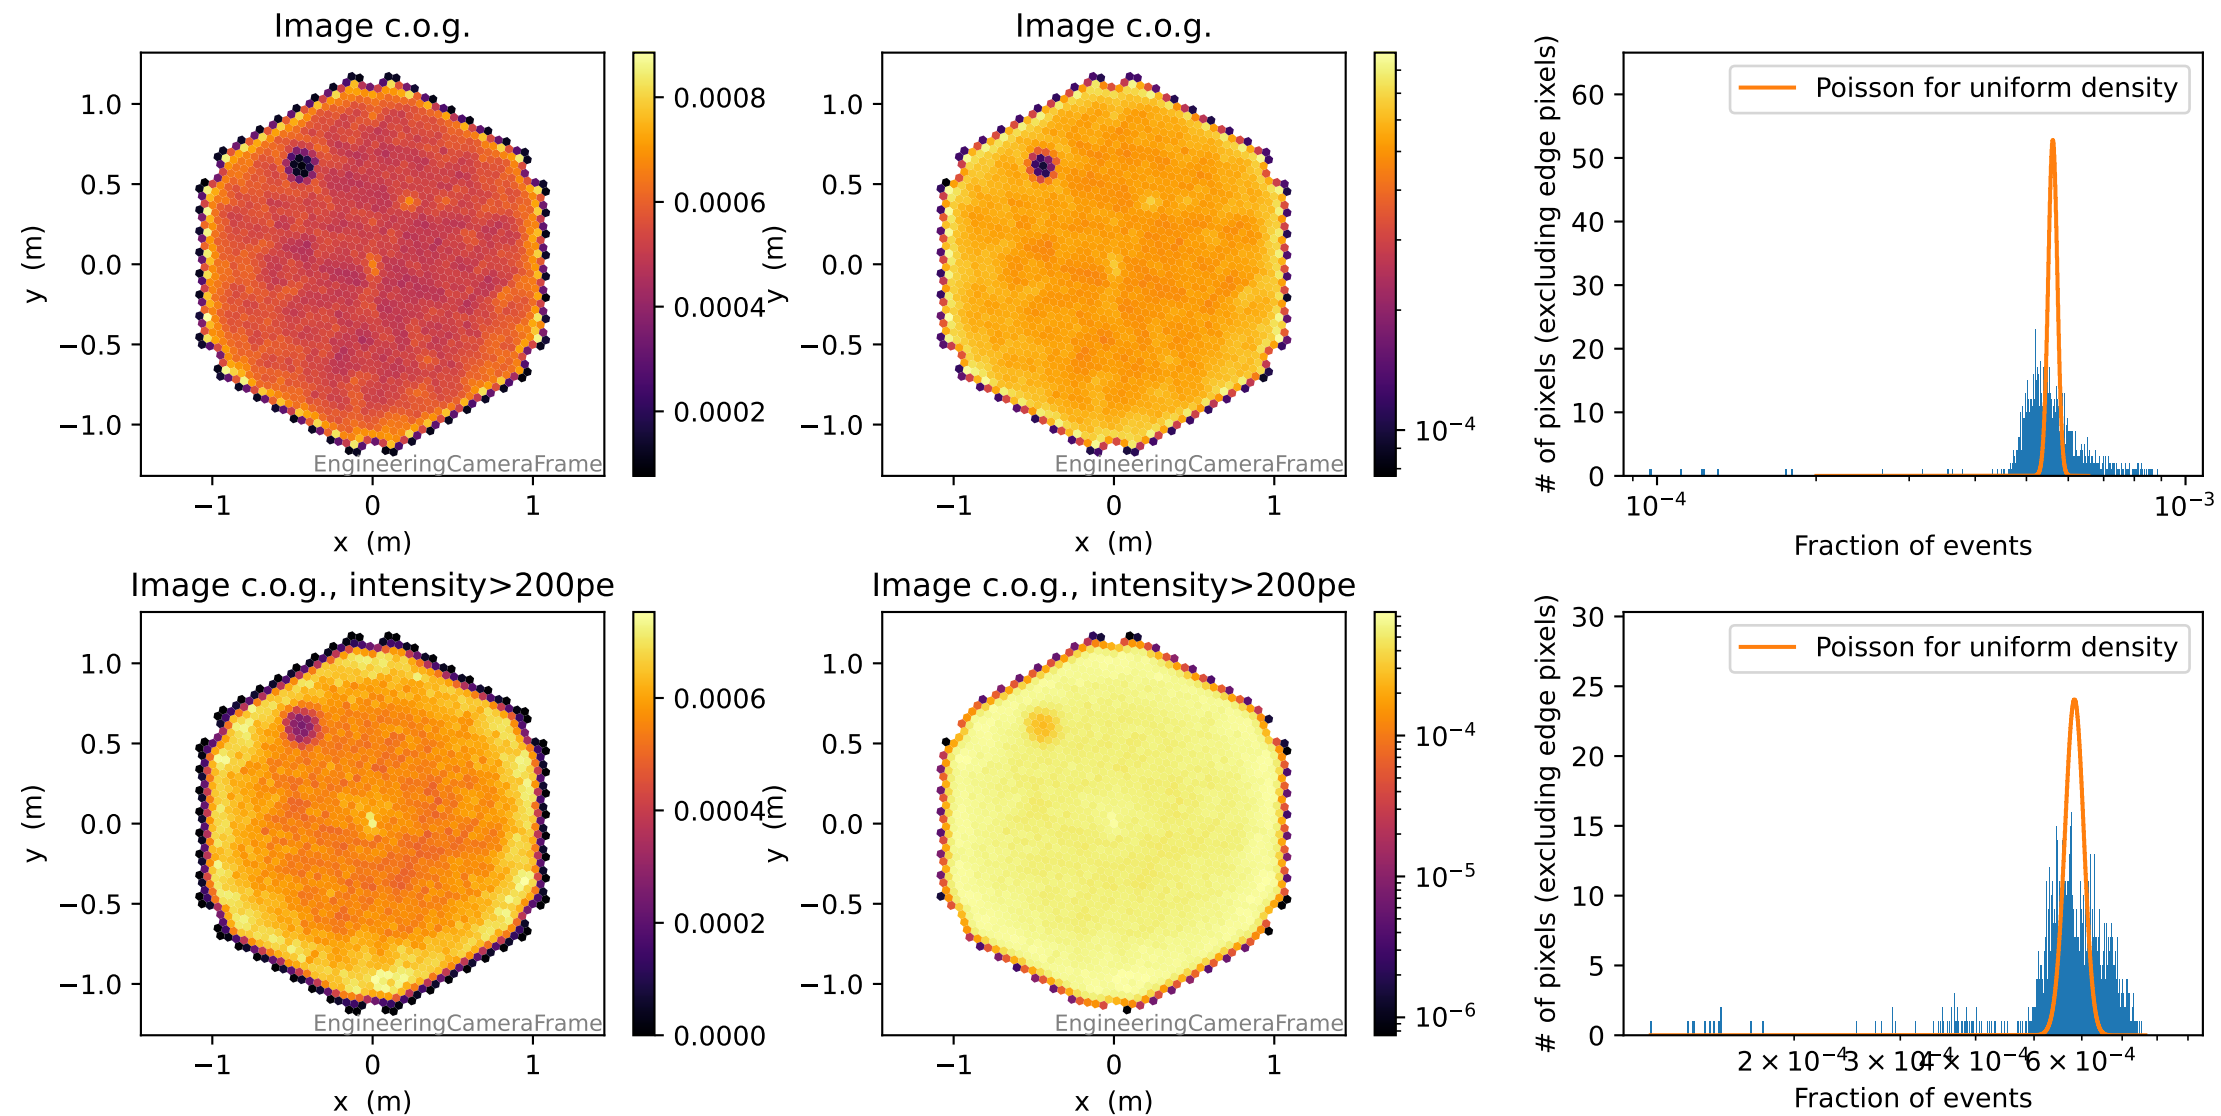 Image c.o.g.
1.0
0.5
0.0
−0.5
−1.0
y (m)
−1
0
1
x (m)
EngineeringCameraFrame
0.0008
0.0006
0.0004
0.0002
Image c.o.g.
1.0
0.5
0.0
−0.5
−1.0
y (m)
−1
0
1
x (m)
EngineeringCameraFrame
10−4
# of pixels (excluding edge pixels)
60
50
40
30
20
10
0
Poisson for uniform density
10−4
10−3
Fraction of events
Image c.o.g., intensity>200pe
1.0
0.5
0.0
−0.5
−1.0
y (m)
−1
0
1
x (m)
EngineeringCameraFrame
0.0006
0.0004
0.0002
0.0000
Image c.o.g., intensity>200pe
1.0
0.5
0.0
−0.5
−1.0
y (m)
−1
0
1
x (m)
EngineeringCameraFrame
10−4
10−5
10−6
# of pixels (excluding edge pixels)
30
25
20
15
10
5
0
Poisson for uniform density
2 × 10−4
3 × 10−4
4 × 10−4
6 × 10−4
Fraction of events